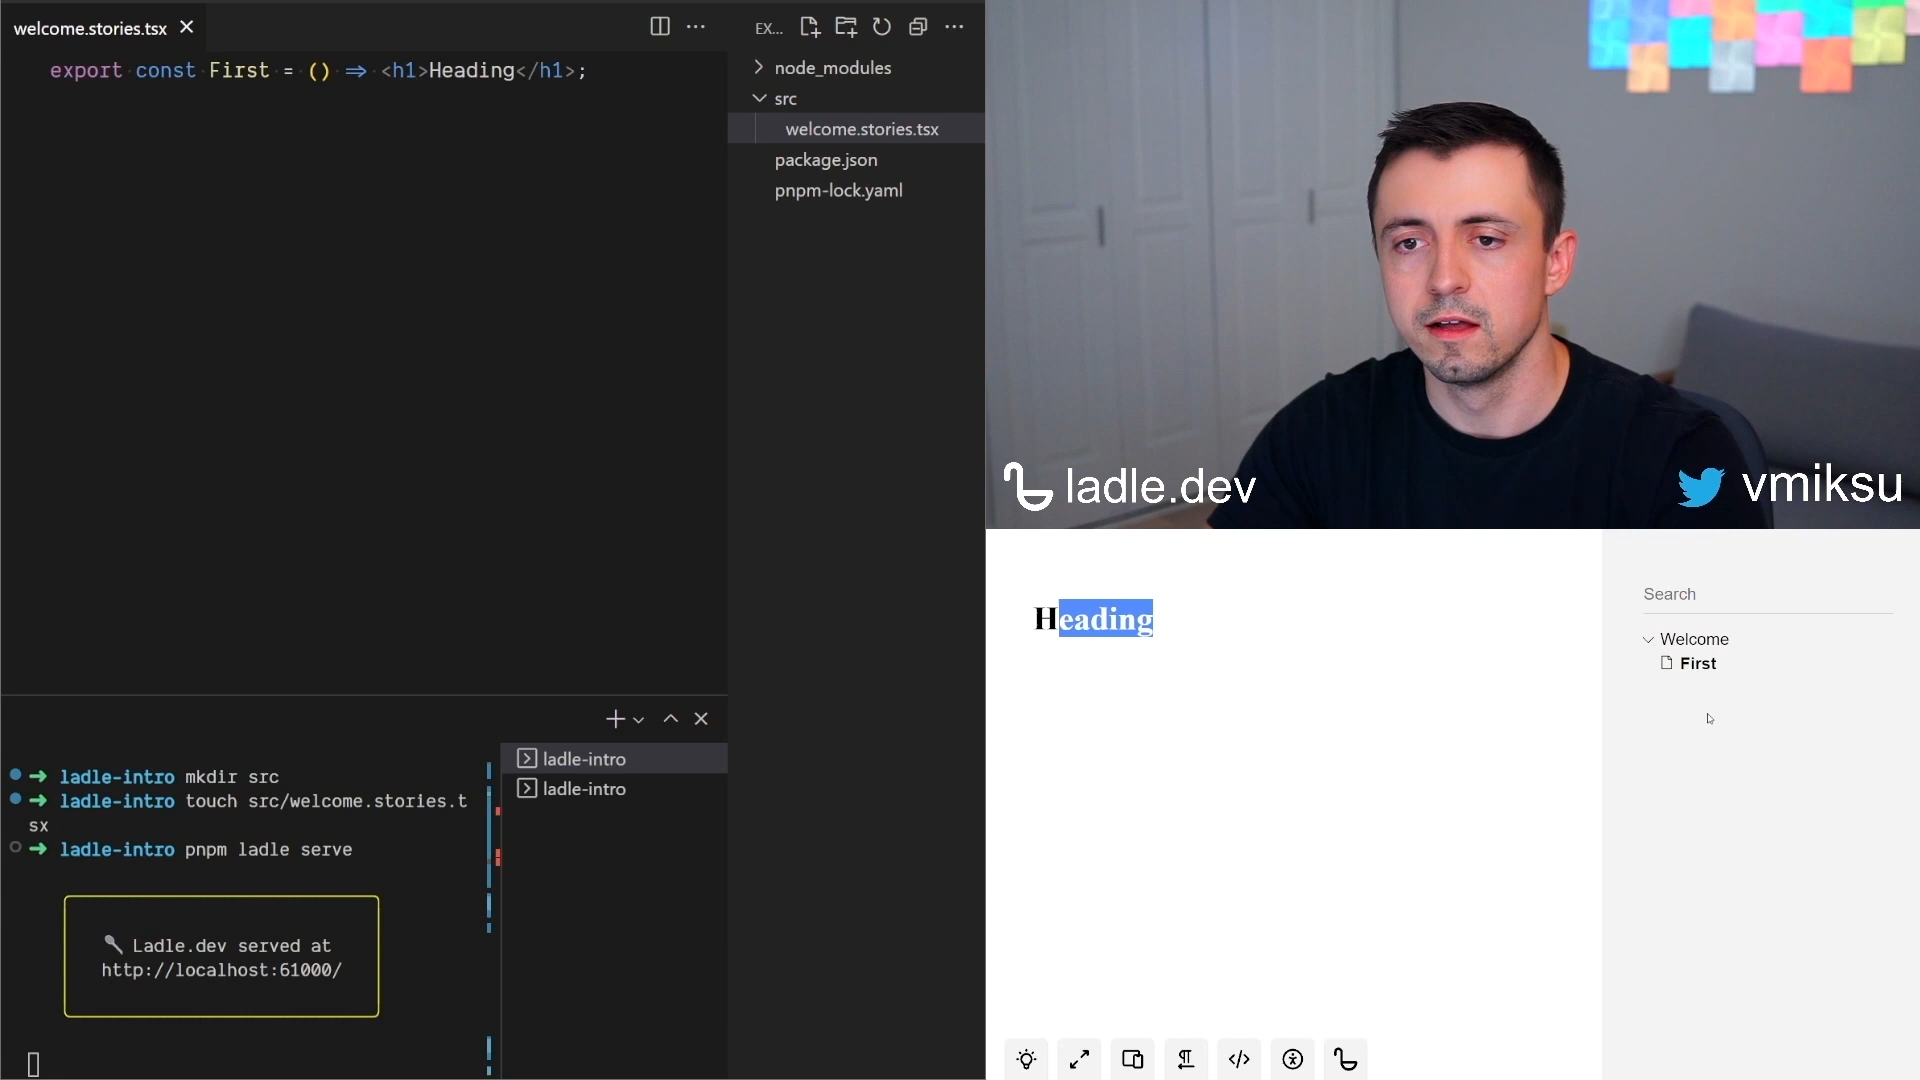 welcome.stories.tsx
export const First = () => <h1>Heading</h1>;
EX...
node_modules
src
welcome.stories.tsx
package.json
pnpm-lock.yaml
ladle-intro mkdir src
ladle-intro touch src/welcome.stories.t
sx
ladle-intro pnpm ladle serve
Ladle.dev served at
http://localhost:61000/
ladle-intro
ladle-intro
ladle.dev
vmiksu
Heading
Search
Welcome
First